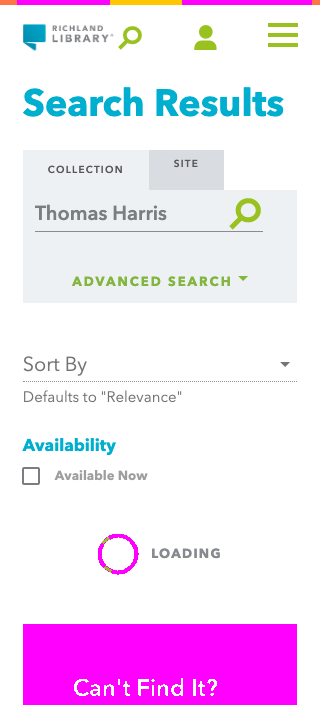 RICHLAND
LIBRARY
Search Results
COLLECTION
SITE
Thomas Harris
ADVANCED SEARCH
Sort By
Defaults to "Relevance"
Availability
Available Now
LOADING
Can't Find It?